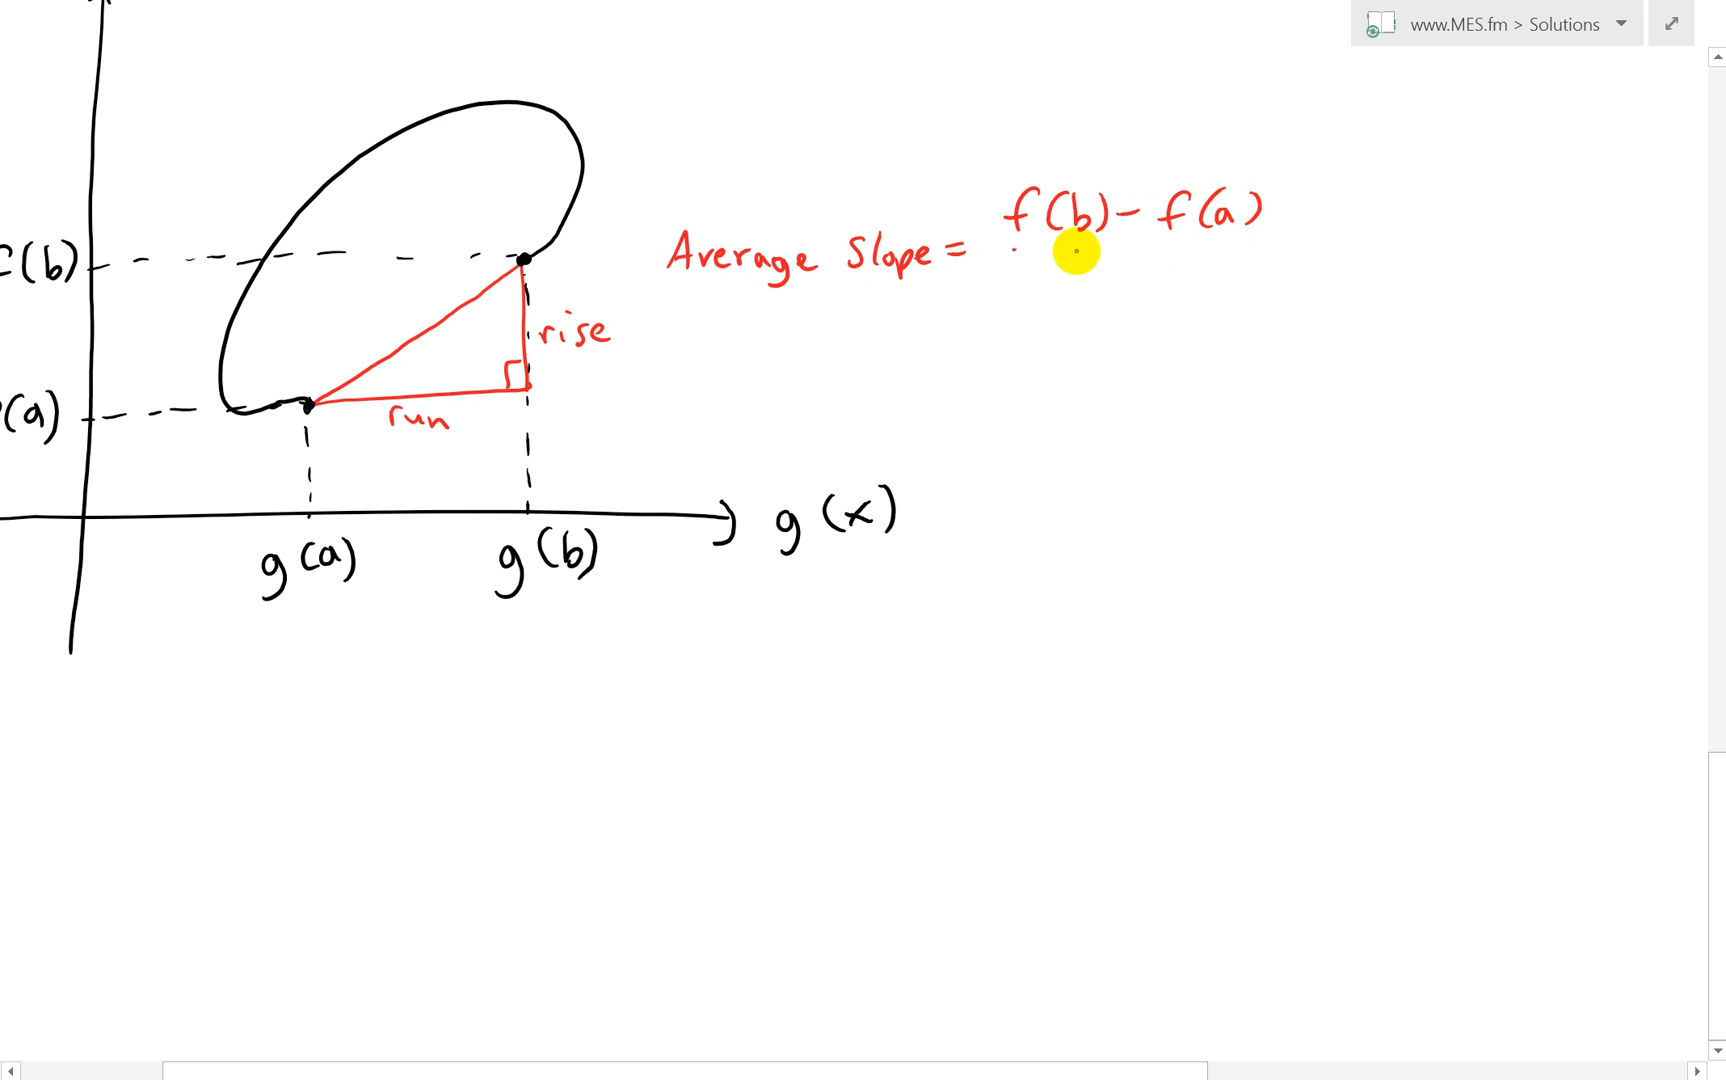 www.MES.fm > Solutions
f(b) - f(a)
Average Slope =
(b)
rise
(a)
run
g(x)
g(a)
g(b)